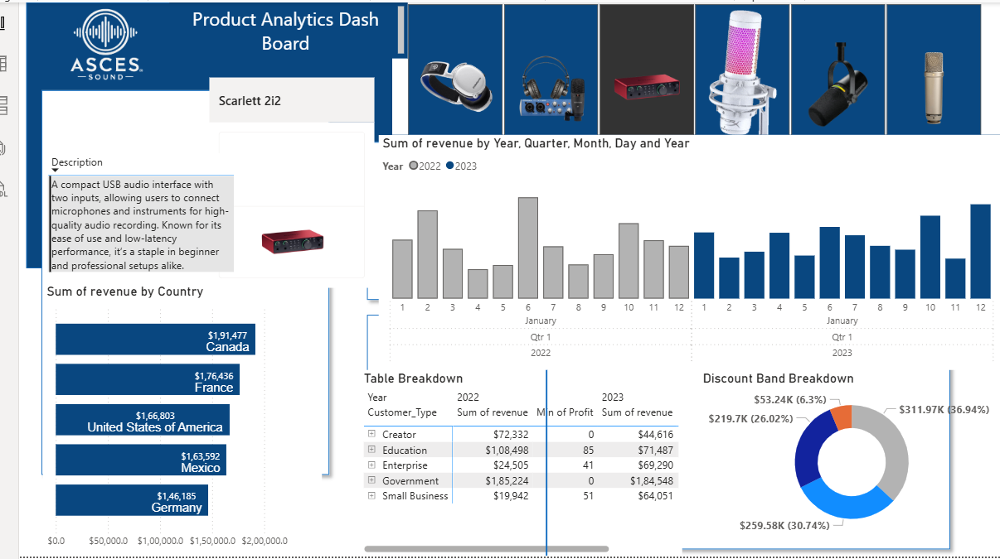 Product Analytics Dash
Board
ASCES
SOUND
Scarlett 2i2
Description
A compact USB audio interface with
two inputs, allowing users to connect
microphones and instruments for high-
quality audio recording. Known for its
ease of use and low-latency
performance, it's a staple in beginner
and professional setups alike.
Sum of revenue by Year, Quarter, Month, Day and Year
Year 2022 2023
1 2 3 4 5 6 7 8 9 10 11 12 1 2 3 4 5 6 7 8 9 10 11 12
January January
Qtr 1 Qtr 1
2022 2023
Sum of revenue by Country
$1,91,477
Canada
$1,76,436
France
$1,66,803
United States of America
$1,63,592
Mexico
$1,46,185
Germany
$0.0 $50,000.0 $1,00,000.0 $1,50,000.0 $2,00,000.0
Table Breakdown
Year 2022 2023
Customer_Type Sum of revenue Min of Profit Sum of revenue
Creator $72,332 0 $44,616
Education $1,08,498 85 $71,487
Enterprise $24,505 41 $69,290
Government $1,85,224 0 $1,84,548
Small Business $19,942 51 $64,051
Discount Band Breakdown
$53.24K (6.3%)
$311.97K (36.94%)
$219.7K (26.02%)
$259.58K (30.74%)